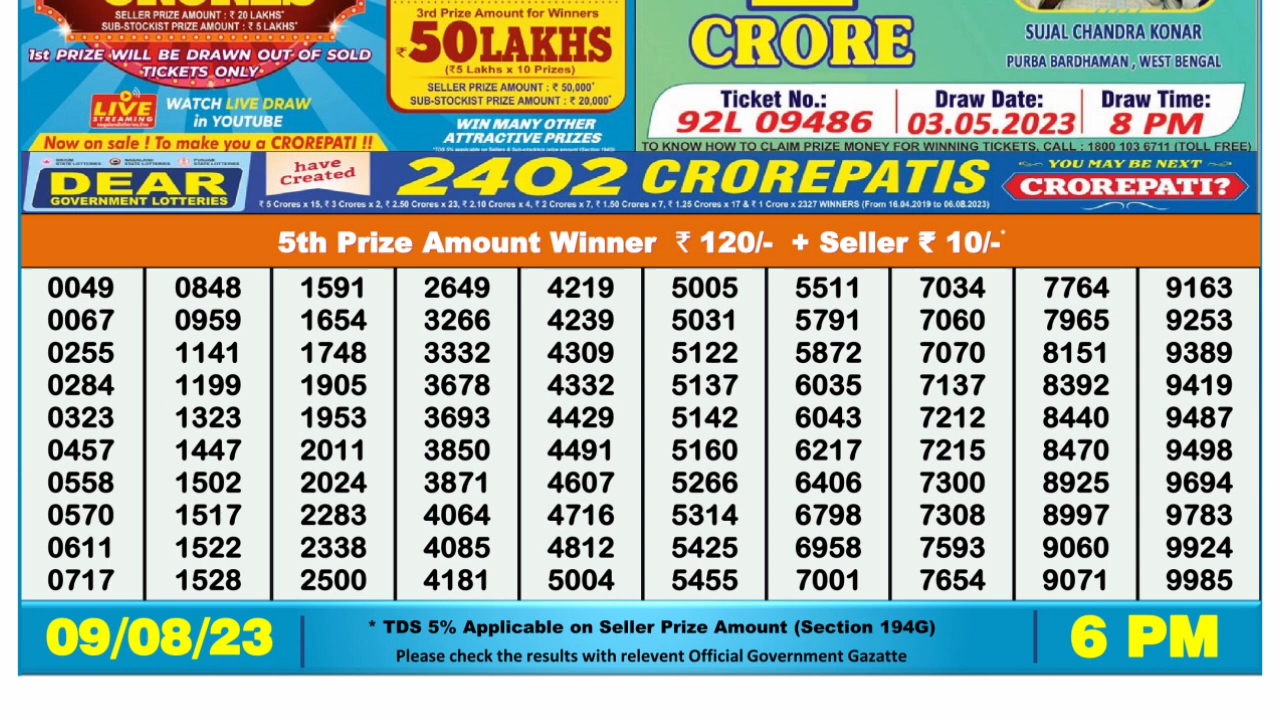 SELLER PRIZE AMOUNT : ₹ 20 LAKHS*
SUB-STOCKIST PRIZE AMOUNT : ₹ 5 LAKHS*
1st PRIZE WILL BE DRAWN OUT OF SOLD
TICKETS ONLY
LIVE
STREAMING
WATCH LIVE DRAW
in YOUTUBE
Now on sale ! To make you a CROREPATI !!
3rd Prize Amount for Winners
₹50LAKHS
(₹5 Lakhs x 10 Prizes)
SELLER PRIZE AMOUNT : ₹ 50,000*
SUB-STOCKIST PRIZE AMOUNT : ₹ 20,000*
WIN MANY OTHER
ATTRACTIVE PRIZES
CRORE
SUJAL CHANDRA KONAR
PURBA BARDHAMAN , WEST BENGAL
Ticket No.: Draw Date: Draw Time:
92L 09486 03.05.2023 8 PM
TO KNOW HOW TO CLAIM PRIZE MONEY FOR WINNING TICKETS, CALL : 1800 103 6711 (TOLL FREE)
DEAR
GOVERNMENT LOTTERIES
have
Created
2402 CROREPATIS
₹ 5 Crores x 15, ₹ 3 Crores x 2, ₹ 2.50 Crores x 23, ₹ 2.10 Crores x 4, ₹ 2 Crores x 7, ₹ 1.50 Crores x 7, ₹ 1.25 Crores x 17 & ₹ 1 Crore x 2327 WINNERS (From 16.04.2019 to 06.08.2023)
YOU MAY BE NEXT
CROREPATI?
5th Prize Amount Winner ₹ 120/- + Seller ₹ 10/-*
0049 0848 1591 2649 4219 5005 5511 7034 7764 9163
0067 0959 1654 3266 4239 5031 5791 7060 7965 9253
0255 1141 1748 3332 4309 5122 5872 7070 8151 9389
0284 1199 1905 3678 4332 5137 6035 7137 8392 9419
0323 1323 1953 3693 4429 5142 6043 7212 8440 9487
0457 1447 2011 3850 4491 5160 6217 7215 8470 9498
0558 1502 2024 3871 4607 5266 6406 7300 8925 9694
0570 1517 2283 4064 4716 5314 6798 7308 8997 9783
0611 1522 2338 4085 4812 5425 6958 7593 9060 9924
0717 1528 2500 4181 5004 5455 7001 7654 9071 9985
09/08/23
* TDS 5% Applicable on Seller Prize Amount (Section 194G)
Please check the results with relevent Official Government Gazatte
6 PM